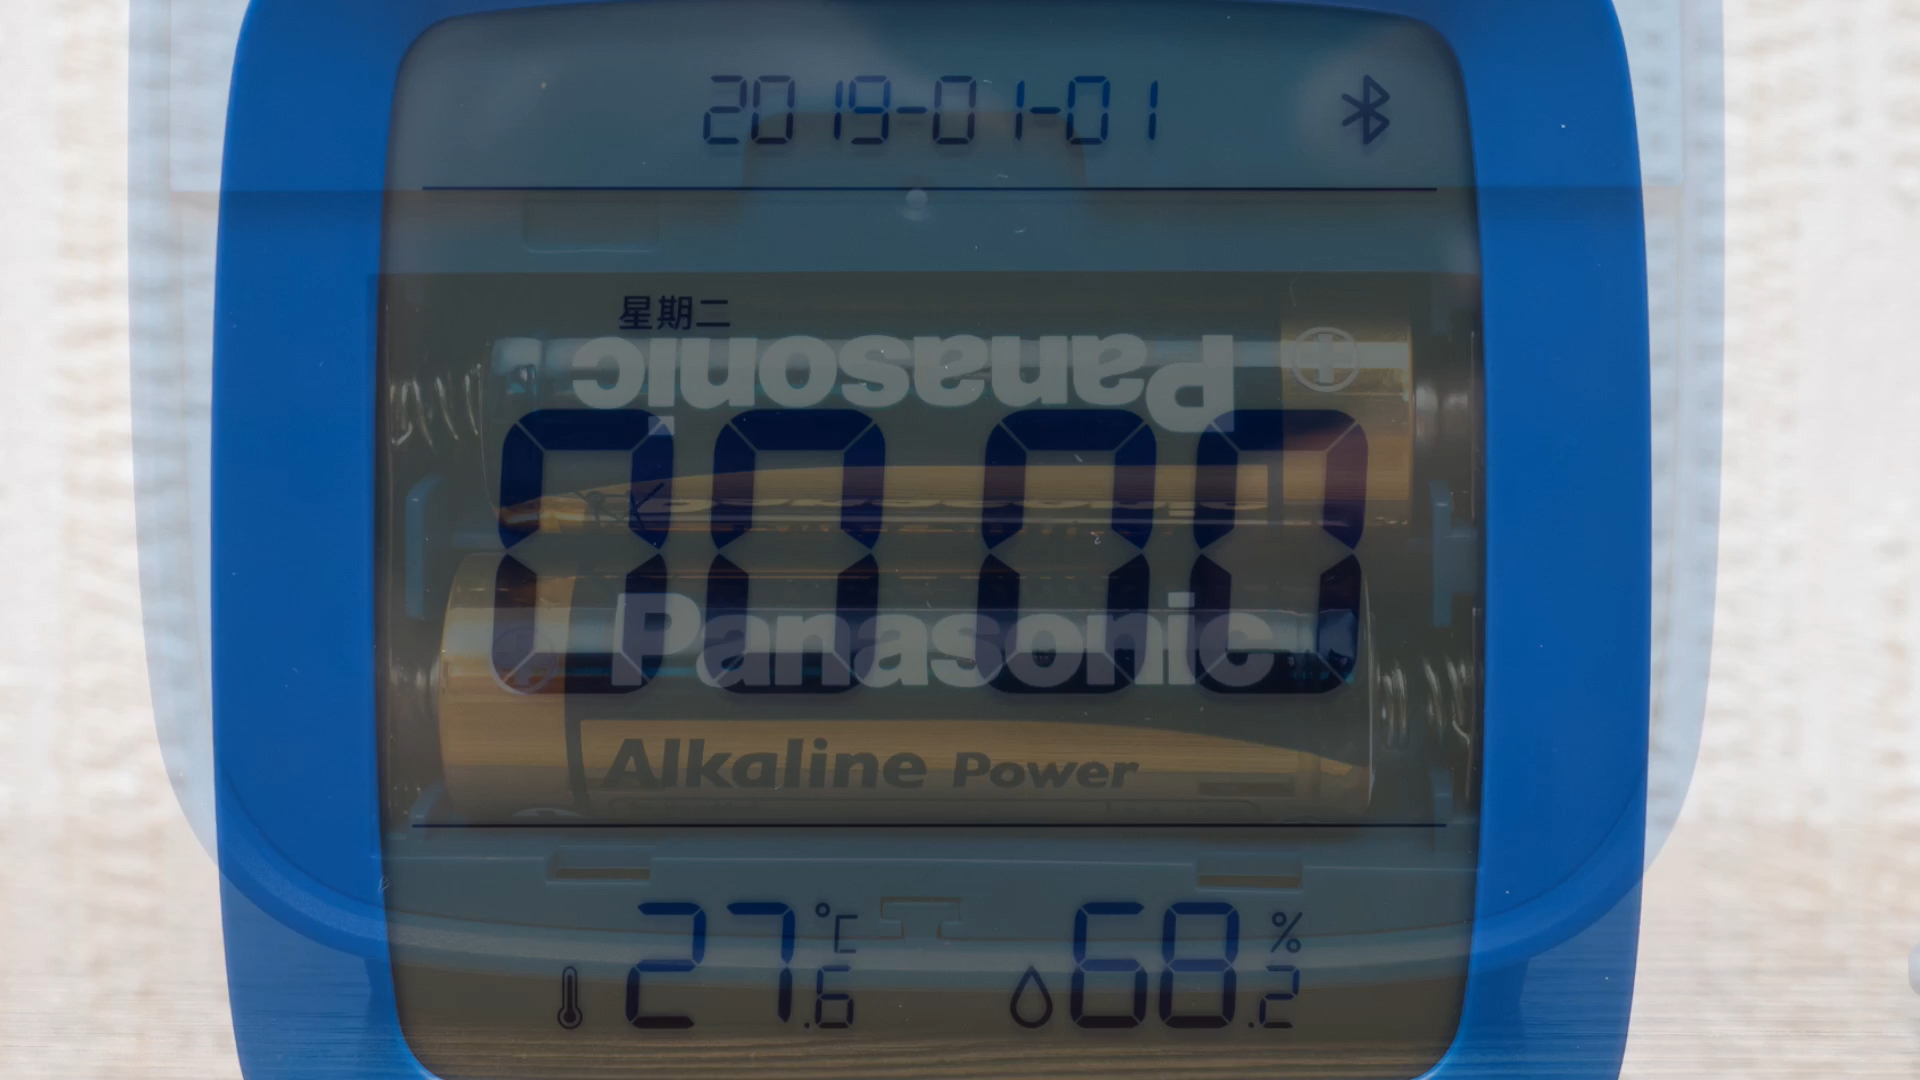 2019-01-01
星期二
Panasonic
00 00
Panasonic
Alkaline Power
27.6 ℃
68.2 %